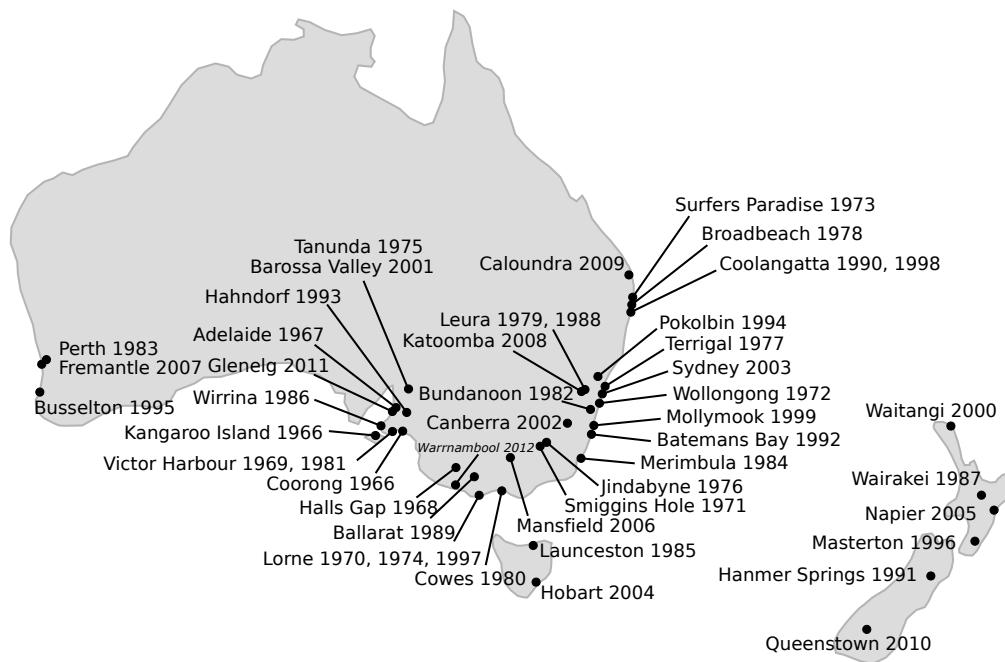 Surfers Paradise 1973
Broadbeach 1978
Tanunda 1975
Barossa Valley 2001
Caloundra 2009
Coolangatta 1990, 1998
Hahndorf 1993
Leura 1979, 1988
Pokolbin 1994
Adelaide 1967
Katoomba 2008
Terrigal 1977
Perth 1983
Fremantle 2007
Glenelg 2011
Sydney 2003
Busselton 1995
Wirrina 1986
Bundanoon 1982
Wollongong 1972
Waitangi 2000
Kangaroo Island 1966
Canberra 2002
Mollymook 1999
Warrnambool 2012
Batemans Bay 1992
Victor Harbour 1969, 1981
Merimbula 1984
Coorong 1966
Jindabyne 1976
Wairakei 1987
Halls Gap 1968
Smiggins Hole 1971
Napier 2005
Ballarat 1989
Mansfield 2006
Masterton 1996
Lorne 1970, 1974, 1997
Launceston 1985
Cowes 1980
Hanmer Springs 1991
Hobart 2004
Queenstown 2010